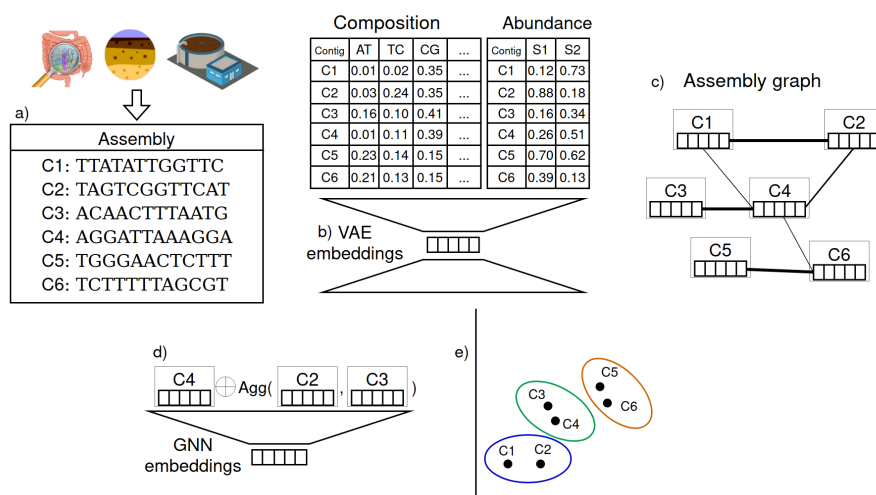 a)
Assembly
C1: TTATATTGGTTC
C2: TAGTCGGTTCAT
C3: ACAACTTTAATG
C4: AGGATTAAAGGA
C5: TGGGAACTCTTT
C6: TCTTTTTAGCGT
Composition
Contig AT TC CG ...
C1 0.01 0.02 0.35 ...
C2 0.03 0.24 0.35 ...
C3 0.16 0.10 0.41 ...
C4 0.01 0.11 0.39 ...
C5 0.23 0.14 0.15 ...
C6 0.21 0.13 0.15 ...
Abundance
Contig S1 S2
C1 0.12 0.73
C2 0.88 0.18
C3 0.16 0.34
C4 0.26 0.51
C5 0.70 0.62
C6 0.39 0.13
b) VAE
embeddings
c) Assembly graph
C1 C2
C3 C4
C5 C6
d)
C4 ⊕ Agg( C2 , C3 )
GNN
embeddings
e)
C5
C6
C3
C4
C1 C2